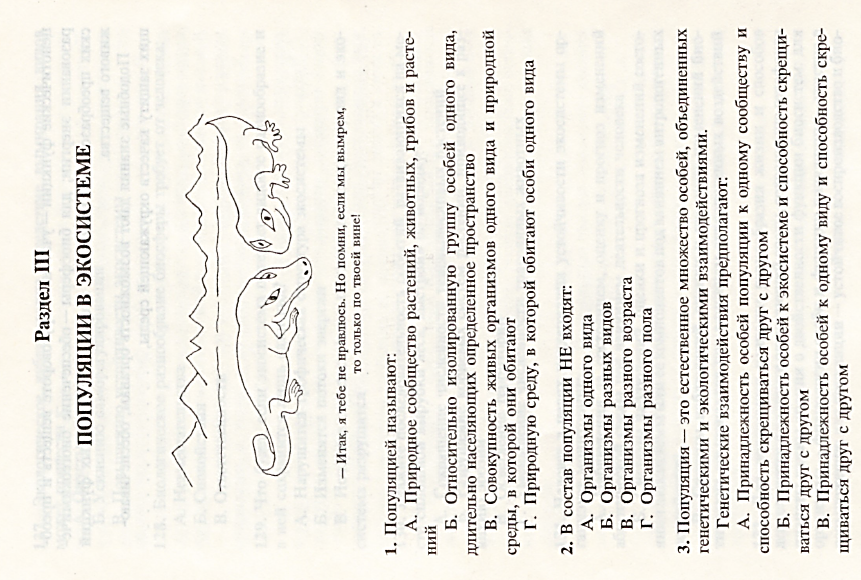 Раздел III
ПОПУЛЯЦИИ В ЭКОСИСТЕМЕ
– Итак, я тебе не нравлюсь. Но помни, если мы вымрем,
то только по твоей вине!
1. Популяцией называют:
А. Природное сообщество растений, животных, грибов и расте-
ний
Б. Относительно изолированную группу особей одного вида,
длительно населяющих определенное пространство
В. Совокупность живых организмов одного вида и природной
среды, в которой они обитают
Г. Природную среду, в которой обитают особи одного вида
2. В состав популяции НЕ входят:
А. Организмы одного вида
Б. Организмы разных видов
В. Организмы разного возраста
Г. Организмы разного пола
3. Популяция – это естественное множество особей, объединенных
генетическими и экологическими взаимодействиями.
Генетические взаимодействия предполагают:
А. Принадлежность особей популяции к одному сообществу и
способность скрещиваться друг с другом
Б. Принадлежность особей к экосистеме и способность скрещи-
ваться друг с другом
В. Принадлежность особей к одному виду и способность скре-
щиваться друг с другом